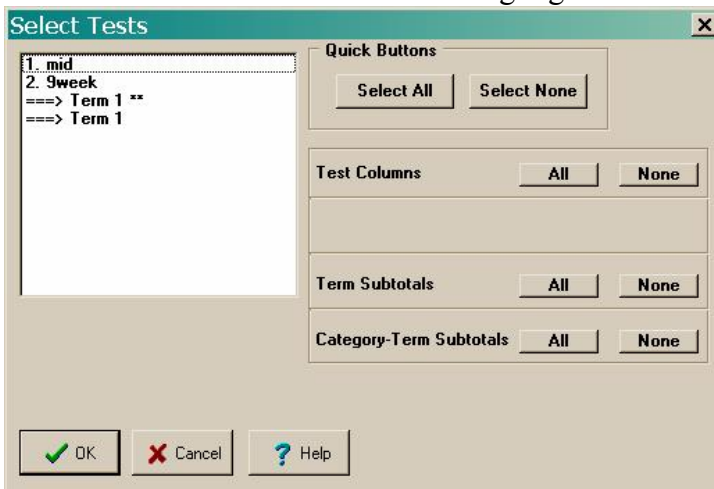 Select Tests
1. mid
2. 9week
===> Term 1 **
===> Term 1
Quick Buttons
Select All Select None
Test Columns All None
Term Subtotals All None
Category-Term Subtotals All None
OK Cancel ? Help